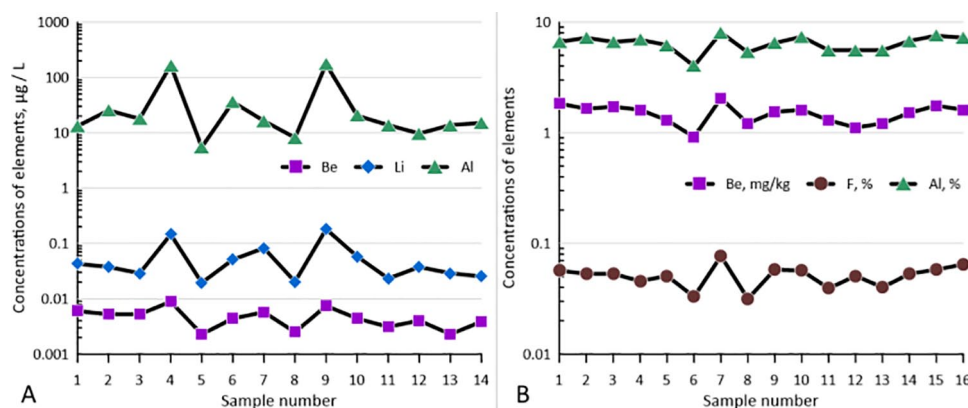 Concentrations of elements, µg / L
1000
100
10
1
0.1
0.01
0.001
Be Li Al
1 2 3 4 5 6 7 8 9 10 11 12 13 14
Sample number
A
Concentrations of elements
10
1
0.1
0.01
Be, mg/kg F, % Al, %
1 2 3 4 5 6 7 8 9 10 11 12 13 14 15 16
Sample number
B